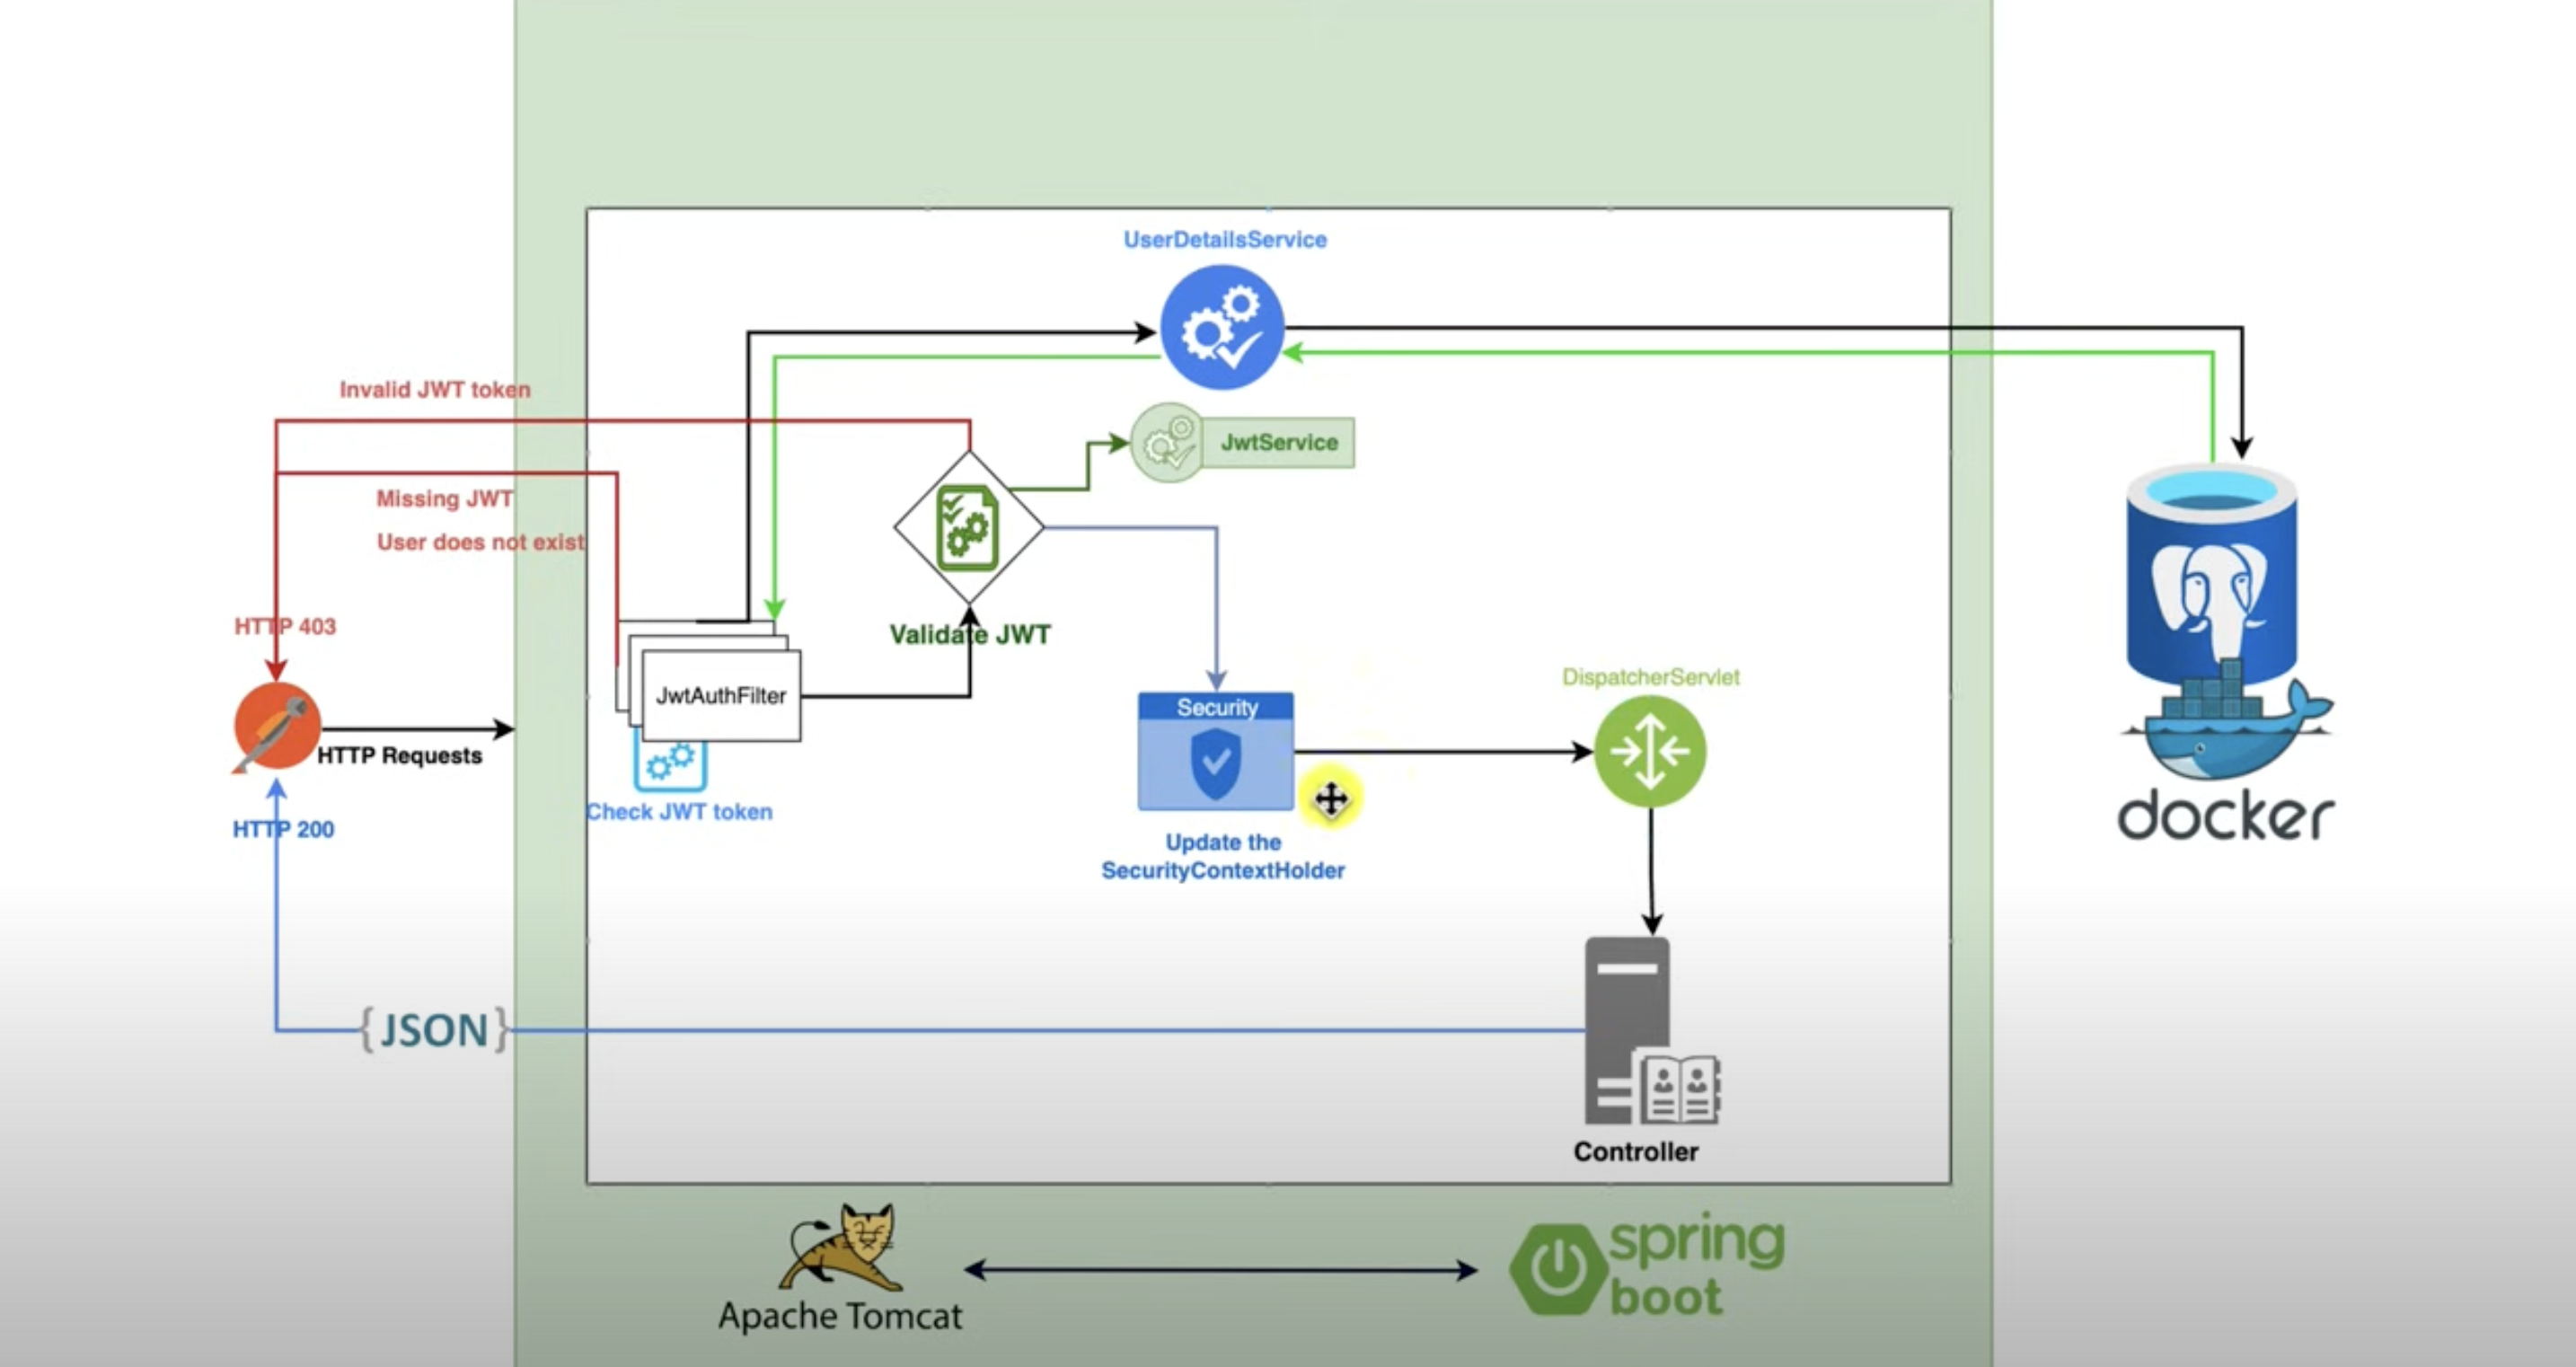 UserDetailsService
Invalid JWT token
JwtService
Missing JWT
User does not exist
HTTP 403
Validate JWT
DispatcherServlet
JwtAuthFilter
Security
HTTP Requests
Check JWT token
HTTP 200
docker
Update the
SecurityContextHolder
{JSON}
Controller
spring
boot
Apache Tomcat